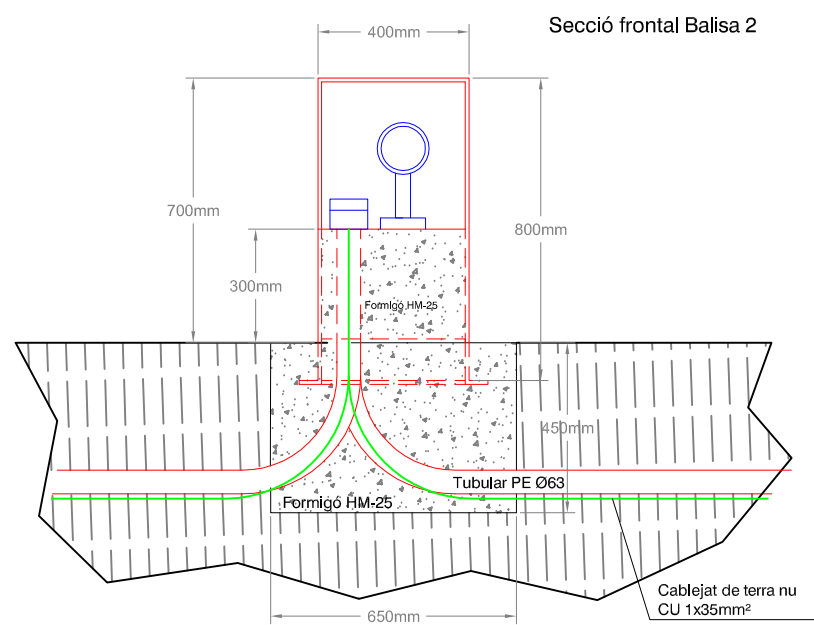 Secció frontal Balisa 2
400mm
700mm
800mm
300mm
Formigó HM-25
450mm
Tubular PE Ø63
Formigó HM-25
Cablejat de terra nu
CU 1x35mm²
650mm